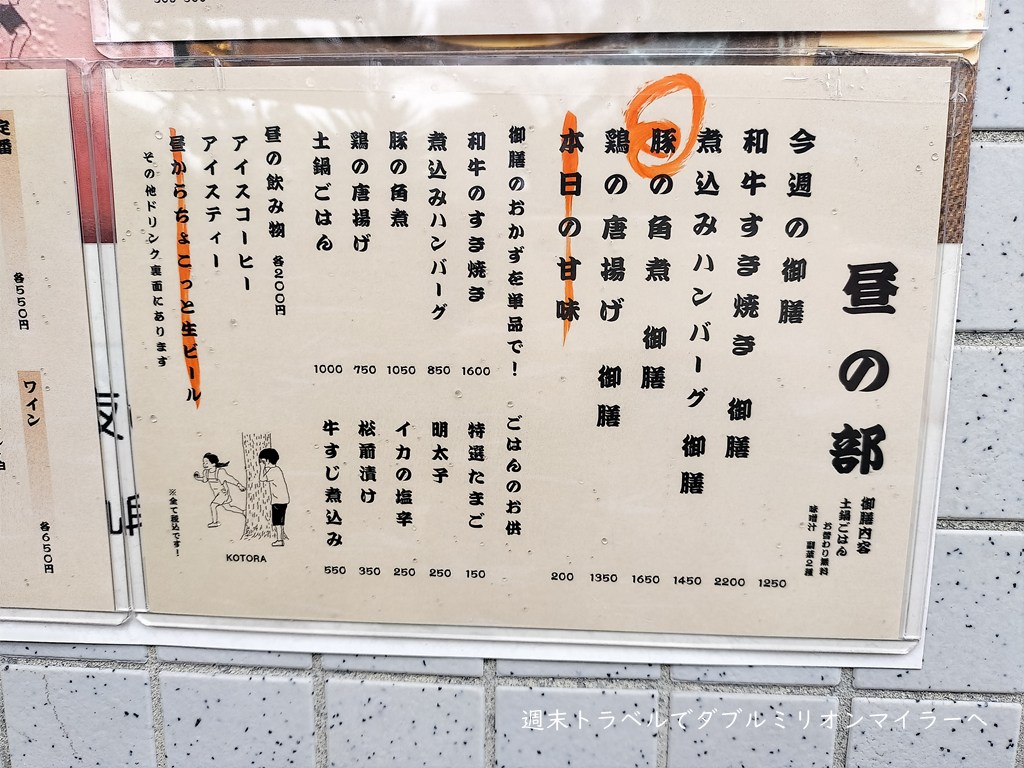 昼の部
御膳内容
土鍋ごはん
お替わり無料
味噌汁 副菜2種
今週の御膳 1250
和牛すき焼き 御膳 2200
煮込みハンバーグ 御膳 1450
豚の角煮 御膳 1650
鶏の唐揚げ 御膳 1350
本日の甘味 200
御膳のおかずを単品で！
和牛のすき焼き 1600
煮込みハンバーグ 850
豚の角煮 1050
鶏の唐揚げ 750
土鍋ごはん 1000
ごはんのお供
特選たまご 150
明太子 250
イカの塩辛 250
松前漬け 350
牛すじ煮込み 550
昼の飲み物 各200円
アイスコーヒー
アイスティー
昼からちょこっと生ビール
その他ドリンク裏面にあります
※全て税込です！
KOTORA
定番
各550円
ワイン
各650円
週末トラベルでダブルミリオンマイラーへ